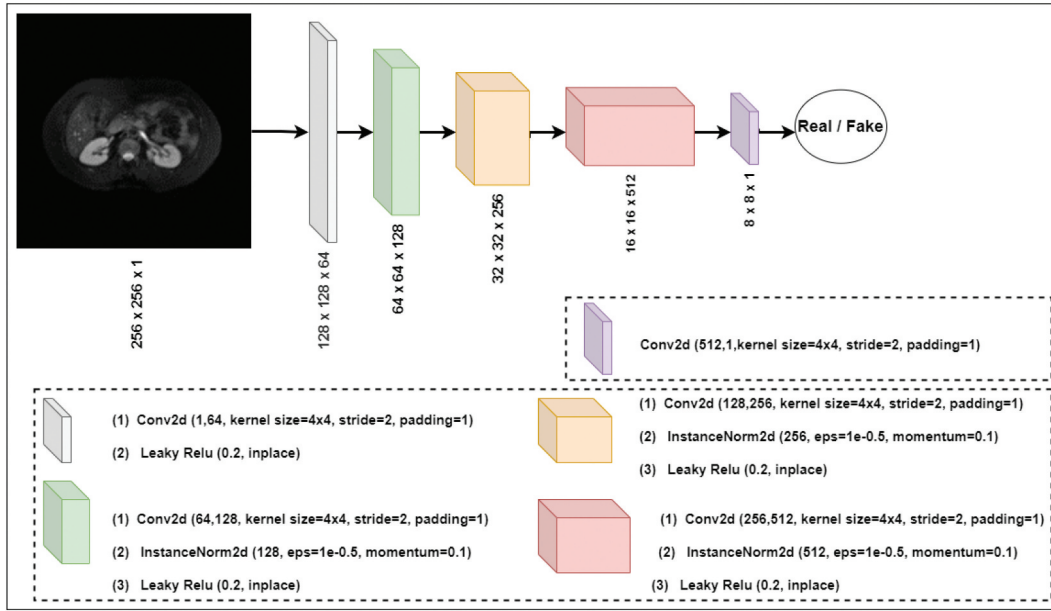 Real / Fake
256 x 256 x 1
128 x 128 x 64
64 x 64 x 128
32 x 32 x 256
16 x 16 x 512
8 x 8 x 1
Conv2d (512,1,kernel size=4x4, stride=2, padding=1)
(1) Conv2d (1,64, kernel size=4x4, stride=2, padding=1)
(2) Leaky Relu (0.2, inplace)
(1) Conv2d (128,256, kernel size=4x4, stride=2, padding=1)
(2) InstanceNorm2d (256, eps=1e-0.5, momentum=0.1)
(3) Leaky Relu (0.2, inplace)
(1) Conv2d (64,128, kernel size=4x4, stride=2, padding=1)
(2) InstanceNorm2d (128, eps=1e-0.5, momentum=0.1)
(3) Leaky Relu (0.2, inplace)
(1) Conv2d (256,512, kernel size=4x4, stride=2, padding=1)
(2) InstanceNorm2d (512, eps=1e-0.5, momentum=0.1)
(3) Leaky Relu (0.2, inplace)